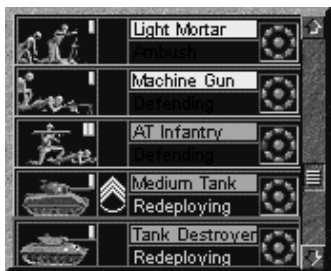 Light Mortar
Ambush
Machine Gun
Defending
AT Infantry
Defending
Medium Tank
Redeploying
Tank Destroyer
Redeploying